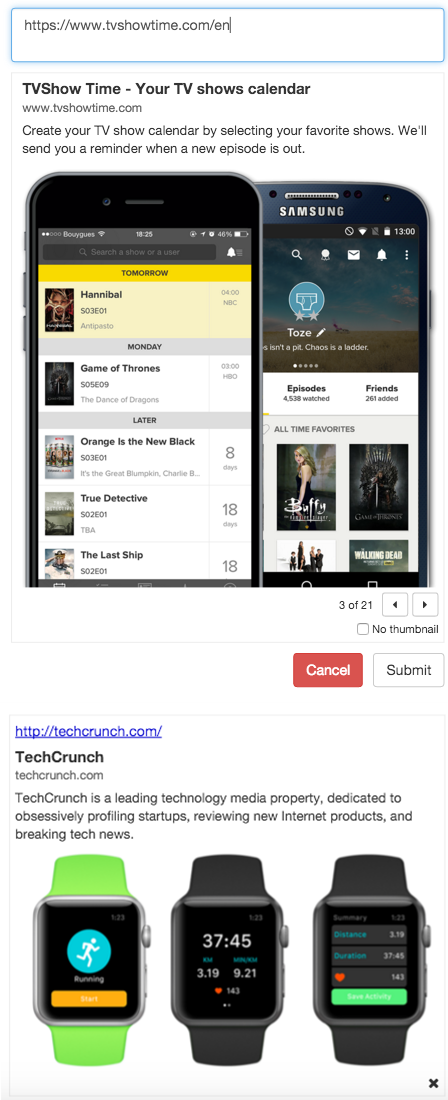 https://www.tvshowtime.com/en
TVShow Time - Your TV shows calendar
www.tvshowtime.com
Create your TV show calendar by selecting your favorite shows. We'll
send you a reminder when a new episode is out.
Bouygues 18:25 46%
Search a show or a user
TOMORROW
Hannibal
S03E01
Antipasto
04:00
NBC
MONDAY
Game of Thrones
S05E09
The Dance of Dragons
03:00
HBO
LATER
Orange Is the New Black
S03E01
It's the Great Blumpkin, Charlie B...
8
days
True Detective
S02E01
TBA
18
days
The Last Ship
S02E01
18
SAMSUNG
13:00
Toze
s isn't a pit. Chaos is a ladder.
Episodes
4,538 watched
Friends
261 added
ALL TIME FAVORITES
Buffy
GAME OF THRONES
WALKING DEAD
3 of 21
No thumbnail
Cancel
Submit
http://techcrunch.com/
TechCrunch
techcrunch.com
TechCrunch is a leading technology media property, dedicated to
obsessively profiling startups, reviewing new Internet products, and
breaking tech news.
1:23
Running
Start
1:23
37:45
KM MIN/KM
3.19 9.21
143
Summary 1:23
Distance 3.19
Duration 37:45
143
Save Activity